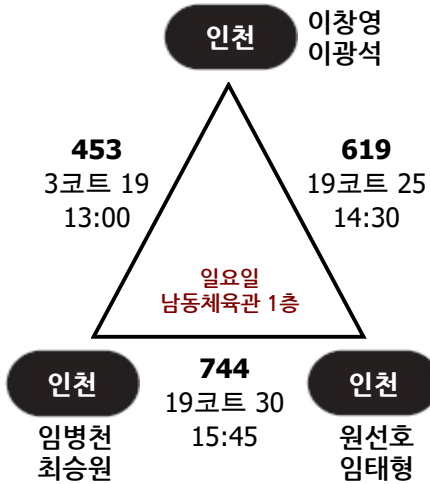 인천
이창영
이광석
453
3코트 19
13:00
619
19코트 25
14:30
일요일
남동체육관 1층
인천
임병천
최승원
744
19코트 30
15:45
인천
원선호
임태형